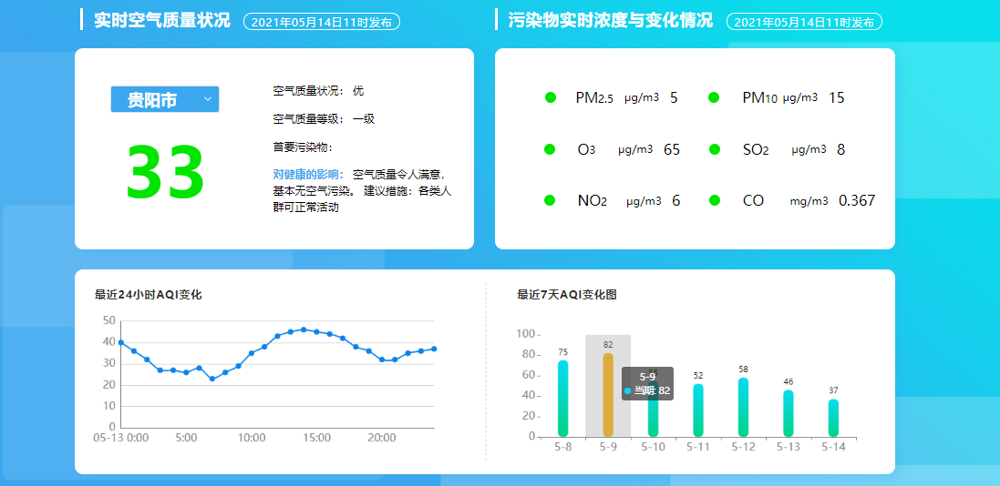 实时空气质量状况 2021年05月14日11时发布
污染物实时浓度与变化情况 2021年05月14日11时发布
贵阳市
33
空气质量状况： 优
空气质量等级： 一级
首要污染物：
对健康的影响： 空气质量令人满意，
基本无空气污染。 建议措施：各类人
群可正常活动
PM2.5 μg/m3 5
PM10 μg/m3 15
O3 μg/m3 65
SO2 μg/m3 8
NO2 μg/m3 6
CO mg/m3 0.367
最近24小时AQI变化
50
40
30
20
10
0
05-13 0:00 5:00 10:00 15:00 20:00
最近7天AQI变化图
100
80
60
40
20
0
75 82 52 58 46 37
5-9
当期: 82
5-8 5-9 5-10 5-11 5-12 5-13 5-14